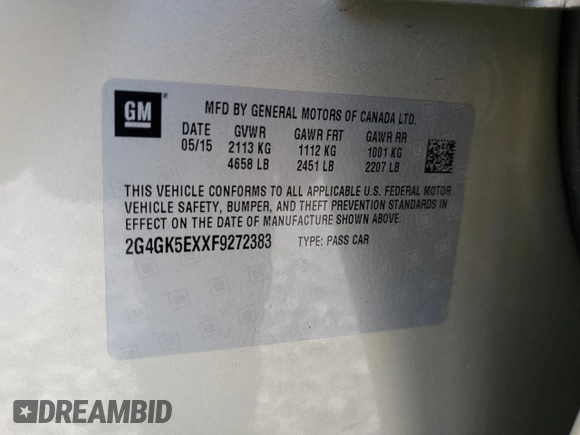 GM
MFD BY GENERAL MOTORS OF CANADA LTD.
DATE GVWR GAWR FRT GAWR RR
05/15 2113 KG 1112 KG 1001 KG
4658 LB 2451 LB 2207 LB
THIS VEHICLE CONFORMS TO ALL APPLICABLE U.S. FEDERAL MOTOR
VEHICLE SAFETY, BUMPER, AND THEFT PREVENTION STANDARDS IN
EFFECT ON THE DATE OF MANUFACTURE SHOWN ABOVE.
2G4GK5EXXF9272383 TYPE: PASS CAR
DREAMBID